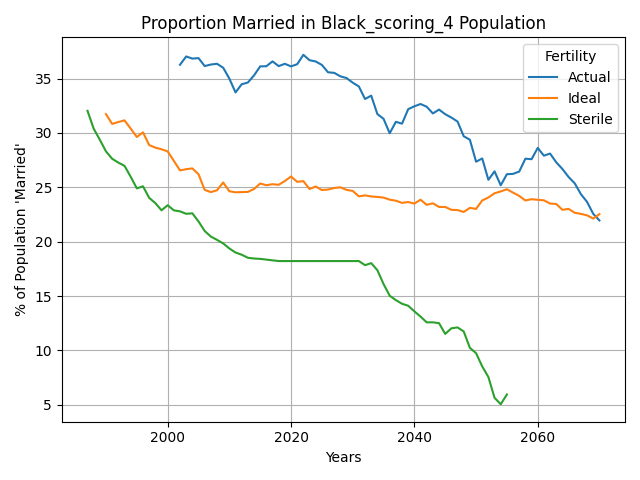 Proportion Married in Black_scoring_4 Population
% of Population 'Married'
35
30
25
20
15
10
5
Fertility
Actual
Ideal
Sterile
2000 2020 2040 2060
Years